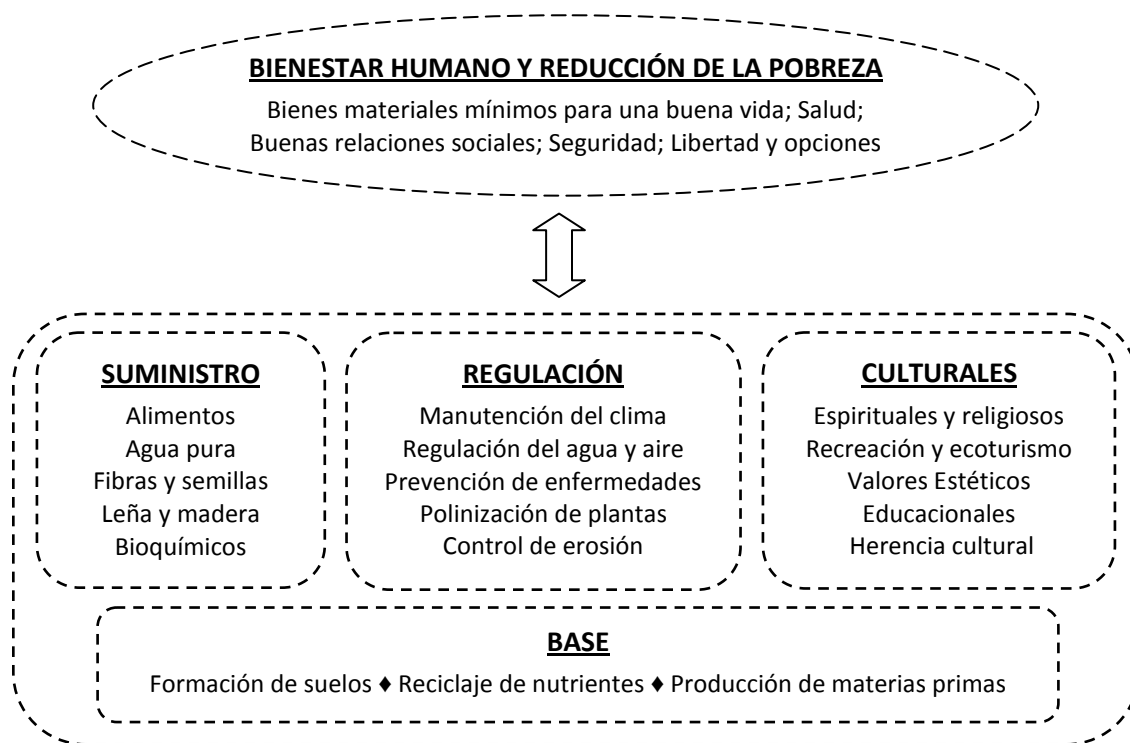 BIENESTAR HUMANO Y REDUCCIÓN DE LA POBREZA
Bienes materiales mínimos para una buena vida; Salud;
Buenas relaciones sociales; Seguridad; Libertad y opciones
SUMINISTRO
Alimentos
Agua pura
Fibras y semillas
Leña y madera
Bioquímicos
REGULACIÓN
Manutención del clima
Regulación del agua y aire
Prevención de enfermedades
Polinización de plantas
Control de erosión
CULTURALES
Espirituales y religiosos
Recreación y ecoturismo
Valores Estéticos
Educacionales
Herencia cultural
BASE
Formación de suelos ♦ Reciclaje de nutrientes ♦ Producción de materias primas